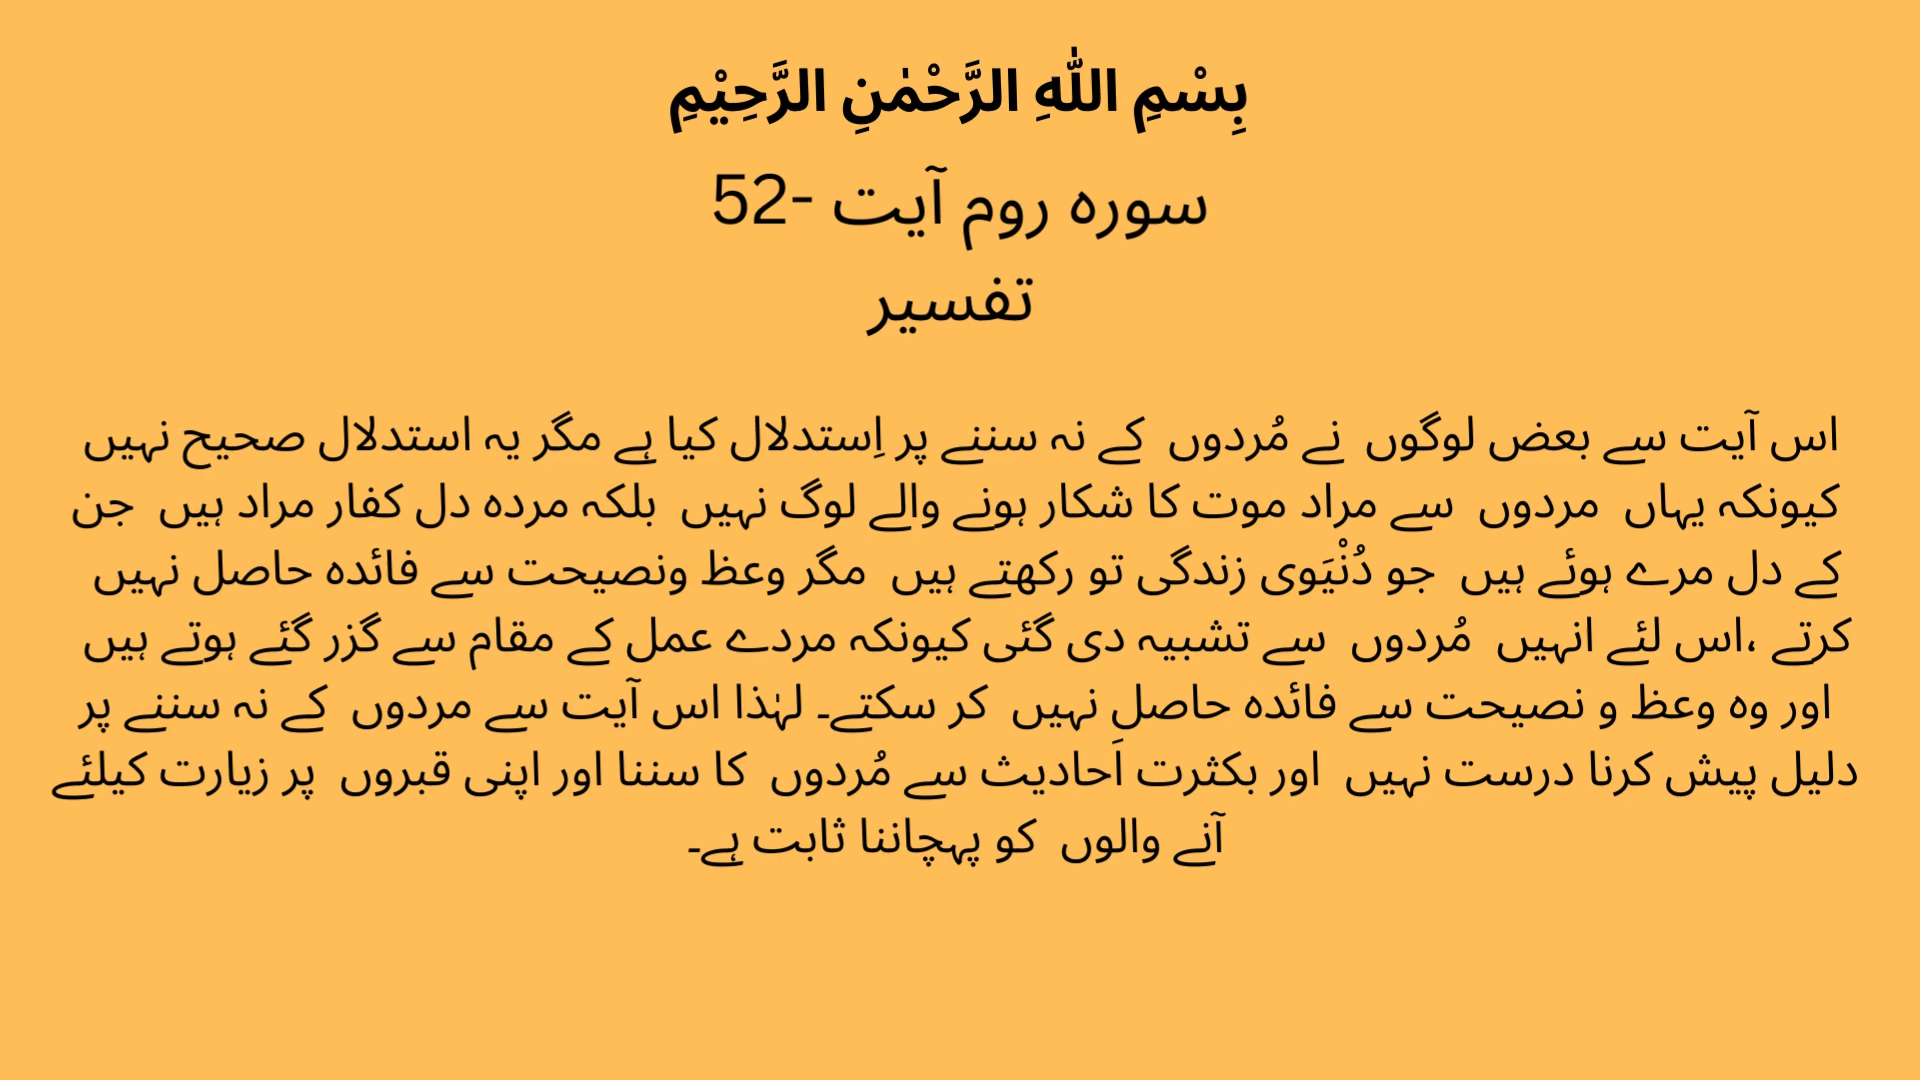 بِسْمِ اللّٰهِ الرَّحْمٰنِ الرَّحِيْمِ
سورہ روم آیت -52
تفسیر
اس آیت سے بعض لوگوں نے مُردوں کے نہ سننے پر اِستدلال کیا ہے مگر یہ استدلال صحیح نہیں
کیونکہ یہاں مردوں سے مراد موت کا شکار ہونے والے لوگ نہیں بلکہ مردہ دل کفار مراد ہیں جن
کے دل مرے ہوئے ہیں جو دُنْیَوی زندگی تو رکھتے ہیں مگر وعظ ونصیحت سے فائدہ حاصل نہیں
کرتے ،اس لئے انہیں مُردوں سے تشبیہ دی گئی کیونکہ مردے عمل کے مقام سے گزر گئے ہوتے ہیں
اور وہ وعظ و نصیحت سے فائدہ حاصل نہیں کر سکتے۔ لہٰذا اس آیت سے مردوں کے نہ سننے پر
دلیل پیش کرنا درست نہیں اور بکثرت اَحادیث سے مُردوں کا سننا اور اپنی قبروں پر زیارت کیلئے
آنے والوں کو پہچاننا ثابت ہے۔